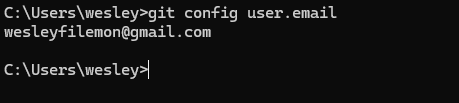 C:\Users\wesley>git config user.email
wesleyfilemon@gmail.com
C:\Users\wesley>